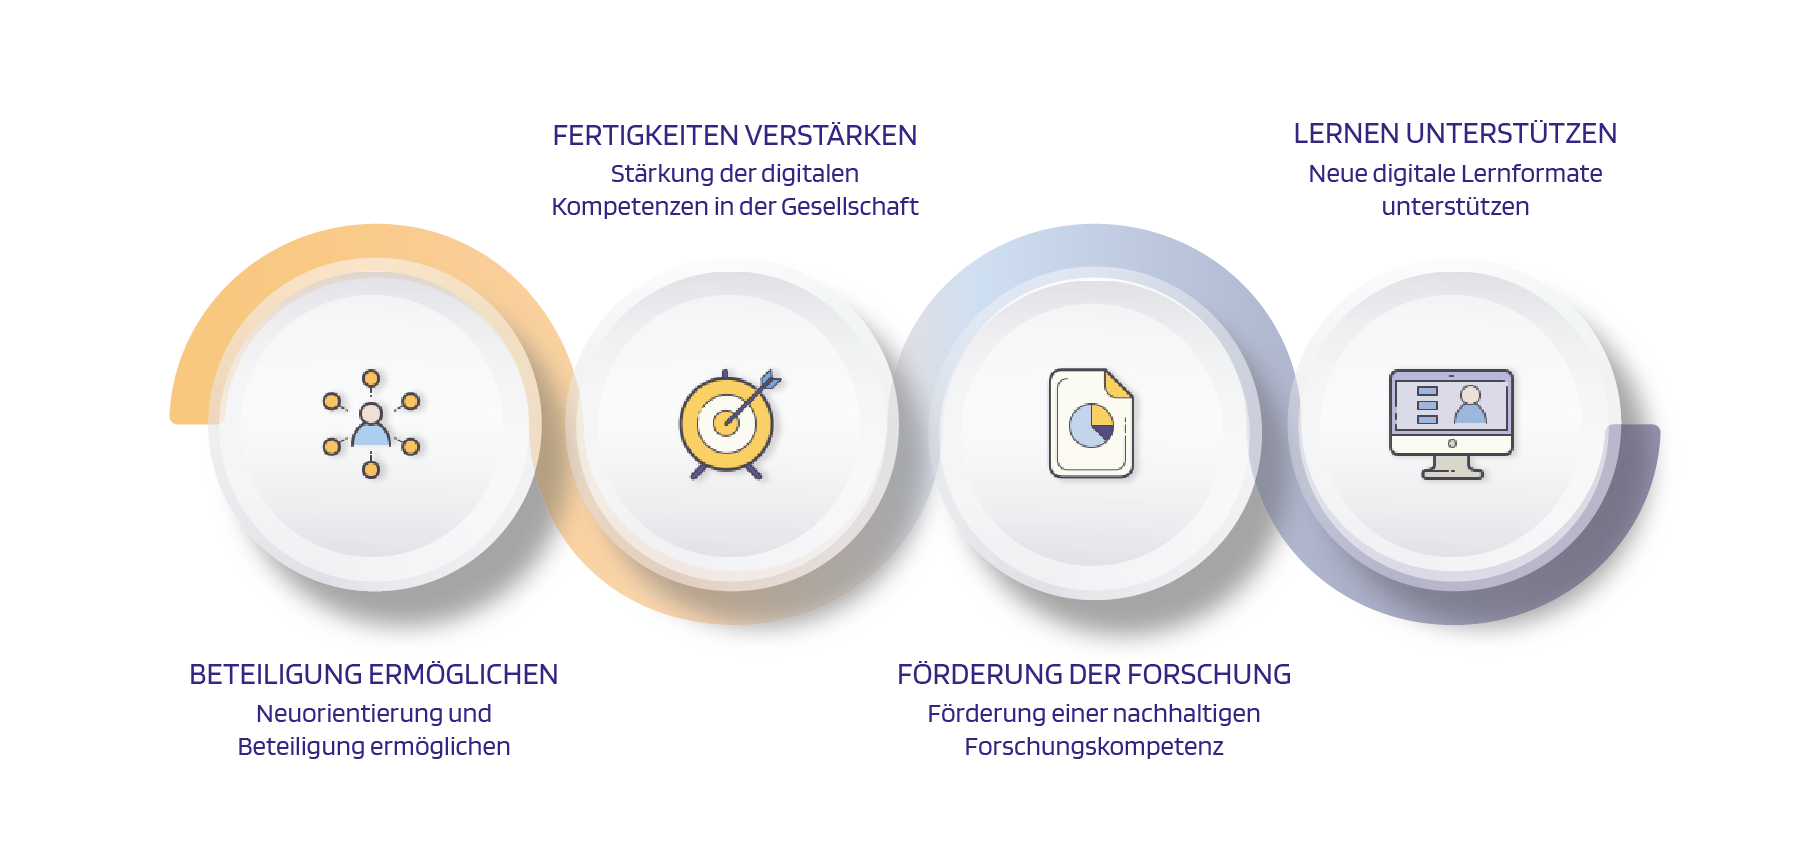 BETEILIGUNG ERMÖGLICHEN
Neuorientierung und
Beteiligung ermöglichen
FERTIGKEITEN VERSTÄRKEN
Stärkung der digitalen
Kompetenzen in der Gesellschaft
FÖRDERUNG DER FORSCHUNG
Förderung einer nachhaltigen
Forschungskompetenz
LERNEN UNTERSTÜTZEN
Neue digitale Lernformate
unterstützen